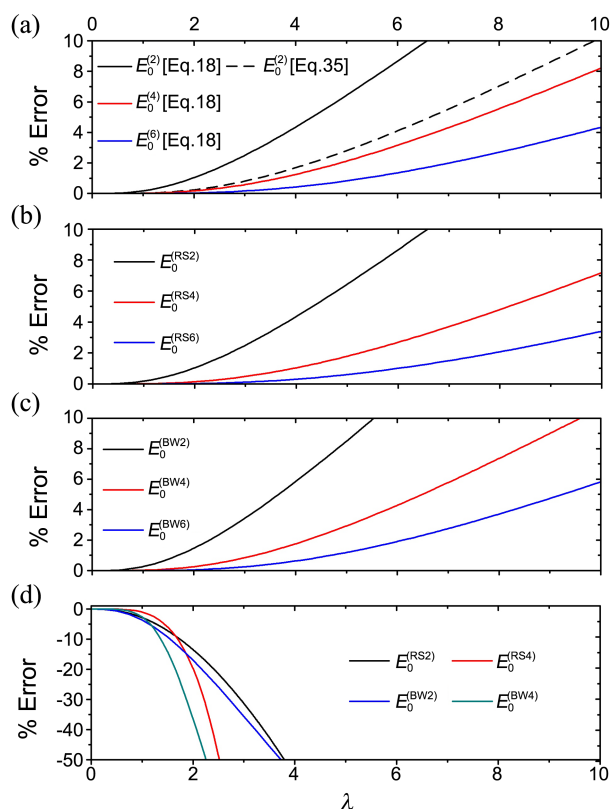 (a)
0 2 4 6 8 10
10
8
6
4
2
0
% Error
E₀⁽²⁾ [Eq.18] E₀⁽²⁾ [Eq.35]
E₀⁽⁴⁾ [Eq.18]
E₀⁽⁶⁾ [Eq.18]
(b)
10
8
6
4
2
0
% Error
E₀^(RS2)
E₀^(RS4)
E₀^(RS6)
(c)
10
8
6
4
2
0
% Error
E₀^(BW2)
E₀^(BW4)
E₀^(BW6)
(d)
0
-10
-20
-30
-40
-50
% Error
E₀^(RS2) E₀^(RS4)
E₀^(BW2) E₀^(BW4)
0 2 4 6 8 10
λ